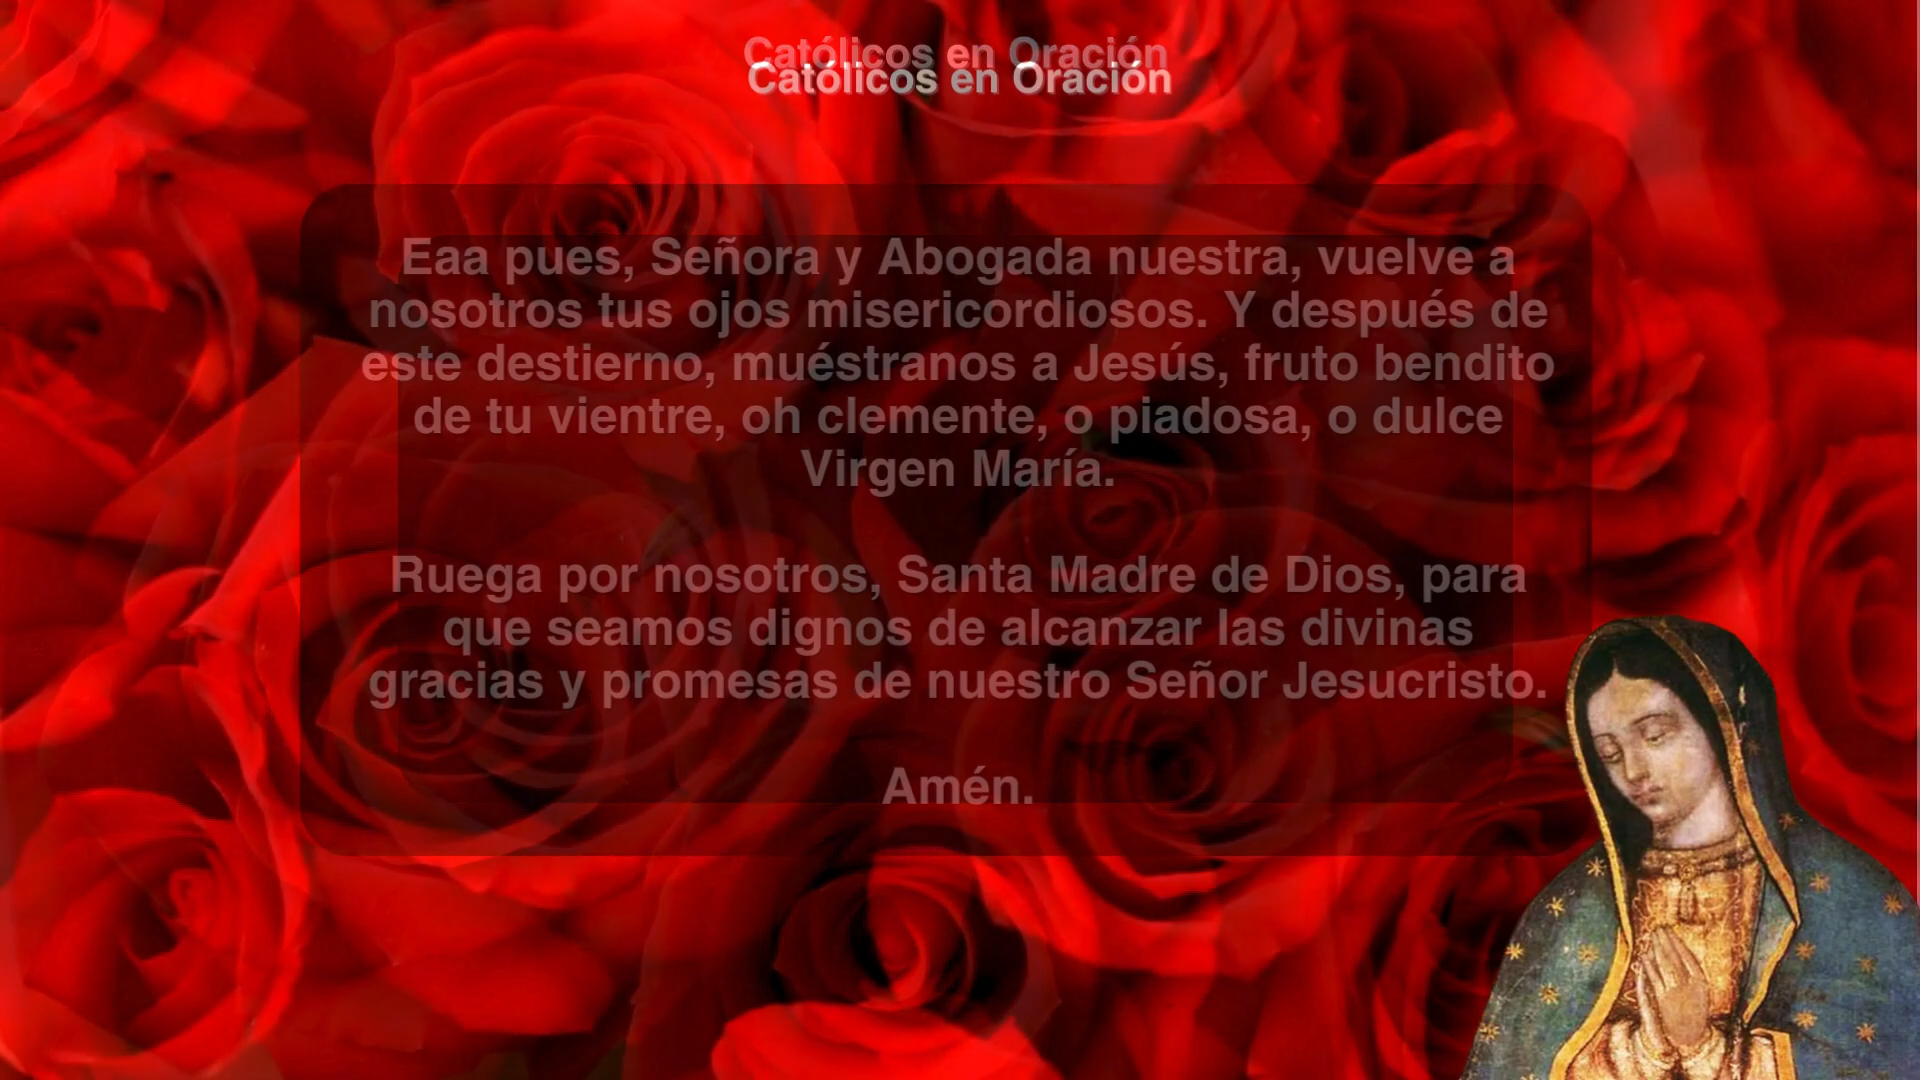 Católicos en Oración
Católicos en Oración
Eaa pues, Señora y Abogada nuestra, vuelve a
nosotros tus ojos misericordiosos. Y después de
este destierno, muéstranos a Jesús, fruto bendito
de tu vientre, oh clemente, o piadosa, o dulce
Virgen María.
Ruega por nosotros, Santa Madre de Dios, para
que seamos dignos de alcanzar las divinas
gracias y promesas de nuestro Señor Jesucristo.
Amén.